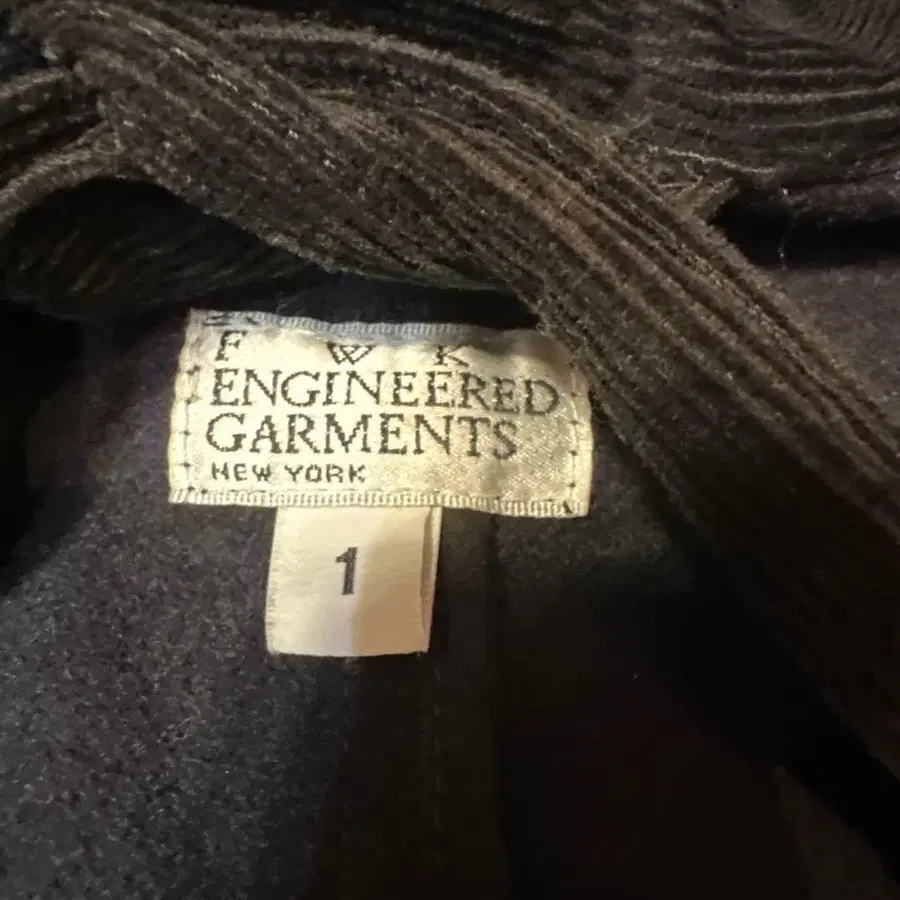 F W K
ENGINEERED
GARMENTS
NEW YORK
1